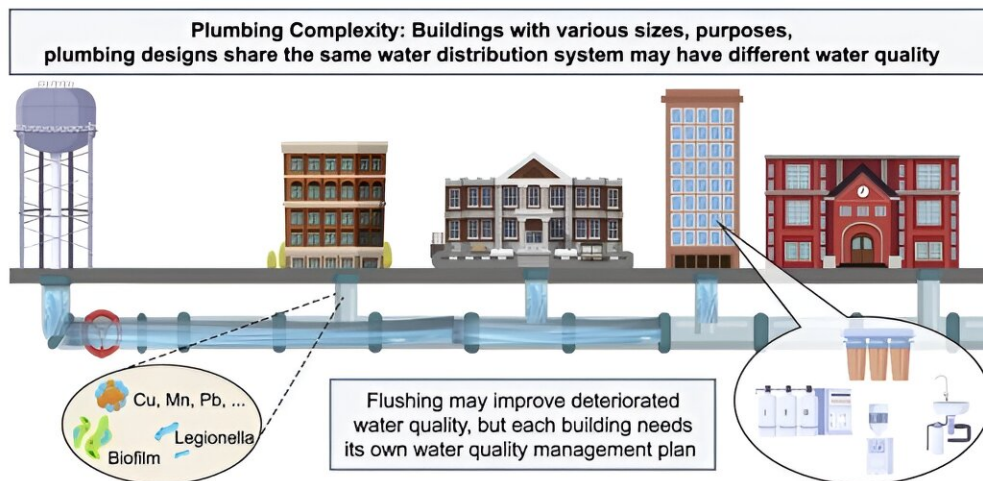 Plumbing Complexity: Buildings with various sizes, purposes,
plumbing designs share the same water distribution system may have different water quality
Cu, Mn, Pb, ...
Legionella
Biofilm
Flushing may improve deteriorated
water quality, but each building needs
its own water quality management plan